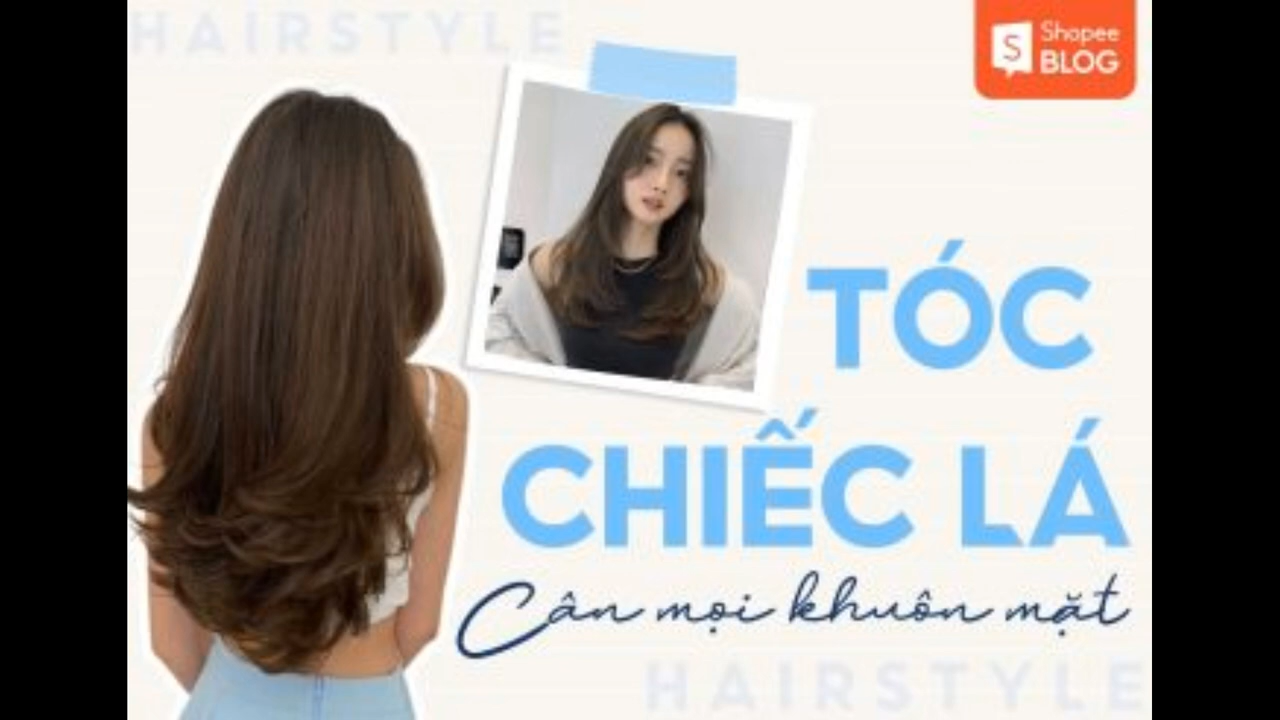 HAIRSTYLE
Shopee
BLOG
TÓC
CHIẾC LÁ
Cân mọi khuôn mặt
HAIRSTYLE